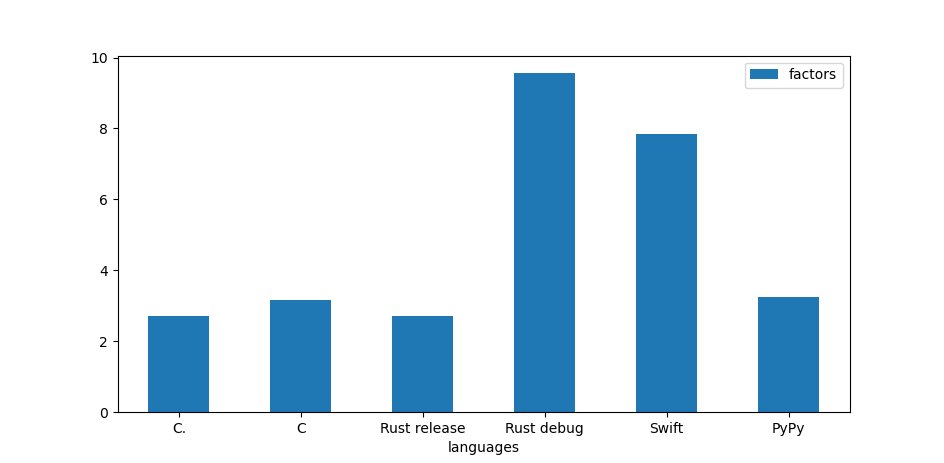 10
factors
8
6
4
2
0
C.
C
Rust release
Rust debug
Swift
PyPy
languages